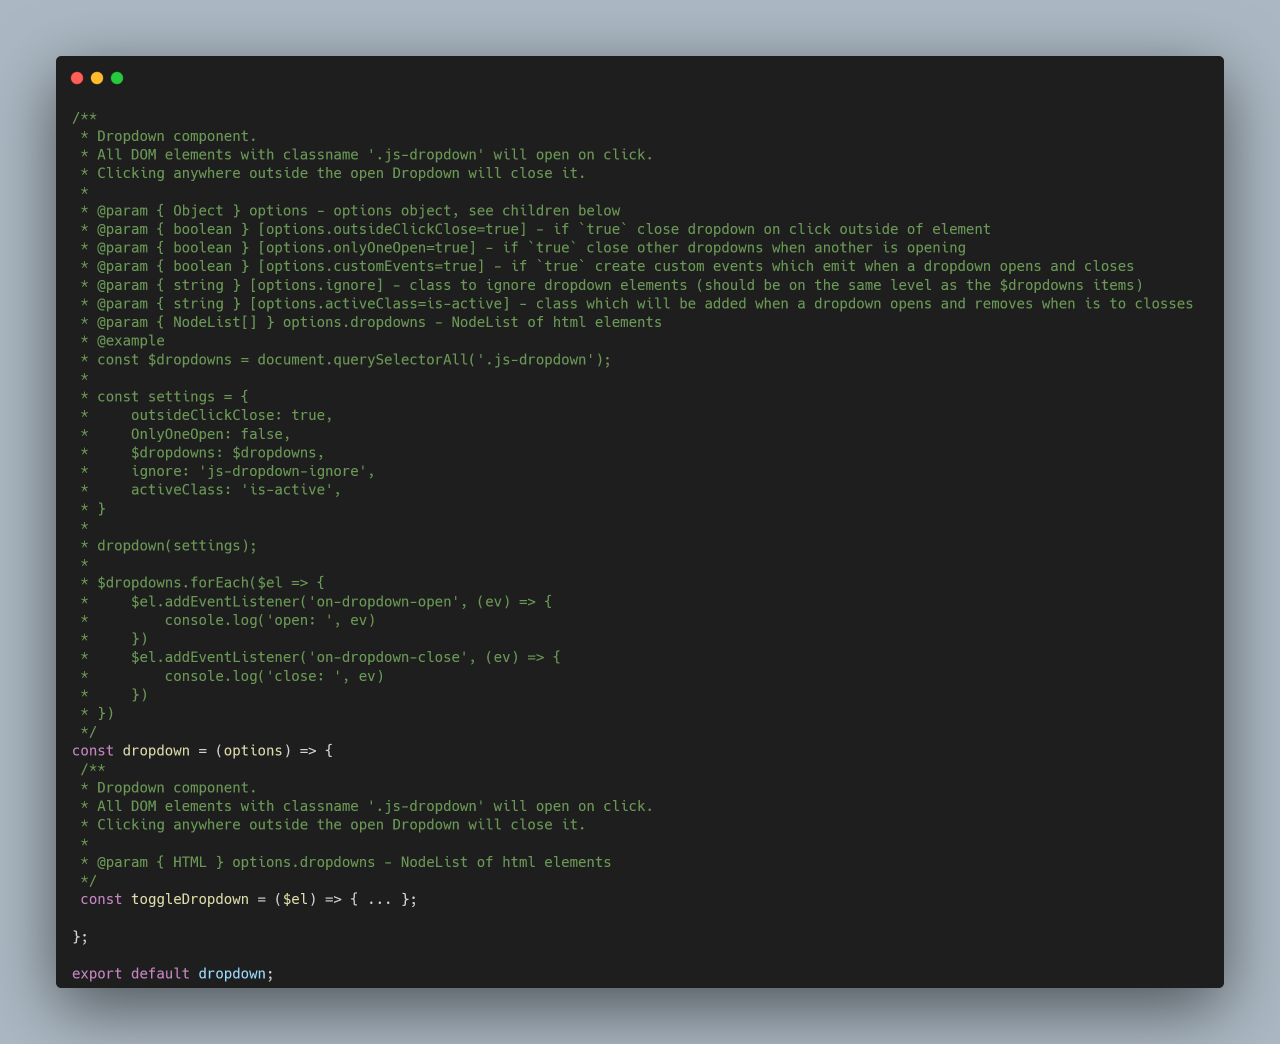 /**
 * Dropdown component.
 * All DOM elements with classname '.js-dropdown' will open on click.
 * Clicking anywhere outside the open Dropdown will close it.
 *
 * @param { Object } options - options object, see children below
 * @param { boolean } [options.outsideClickClose=true] - if `true` close dropdown on click outside of element
 * @param { boolean } [options.onlyOneOpen=true] - if `true` close other dropdowns when another is opening
 * @param { boolean } [options.customEvents=true] - if `true` create custom events which emit when a dropdown opens and closes
 * @param { string } [options.ignore] - class to ignore dropdown elements (should be on the same level as the $dropdowns items)
 * @param { string } [options.activeClass=is-active] - class which will be added when a dropdown opens and removes when is to closses
 * @param { NodeList[] } options.dropdowns - NodeList of html elements
 * @example
 * const $dropdowns = document.querySelectorAll('.js-dropdown');
 *
 * const settings = {
 *     outsideClickClose: true,
 *     OnlyOneOpen: false,
 *     $dropdowns: $dropdowns,
 *     ignore: 'js-dropdown-ignore',
 *     activeClass: 'is-active',
 * }
 *
 * dropdown(settings);
 *
 * $dropdowns.forEach($el => {
 *     $el.addEventListener('on-dropdown-open', (ev) => {
 *         console.log('open: ', ev)
 *     })
 *     $el.addEventListener('on-dropdown-close', (ev) => {
 *         console.log('close: ', ev)
 *     })
 * })
 */
const dropdown = (options) => {
 /**
 * Dropdown component.
 * All DOM elements with classname '.js-dropdown' will open on click.
 * Clicking anywhere outside the open Dropdown will close it.
 *
 * @param { HTML } options.dropdowns - NodeList of html elements
 */
 const toggleDropdown = ($el) => { ... };

};

export default dropdown;